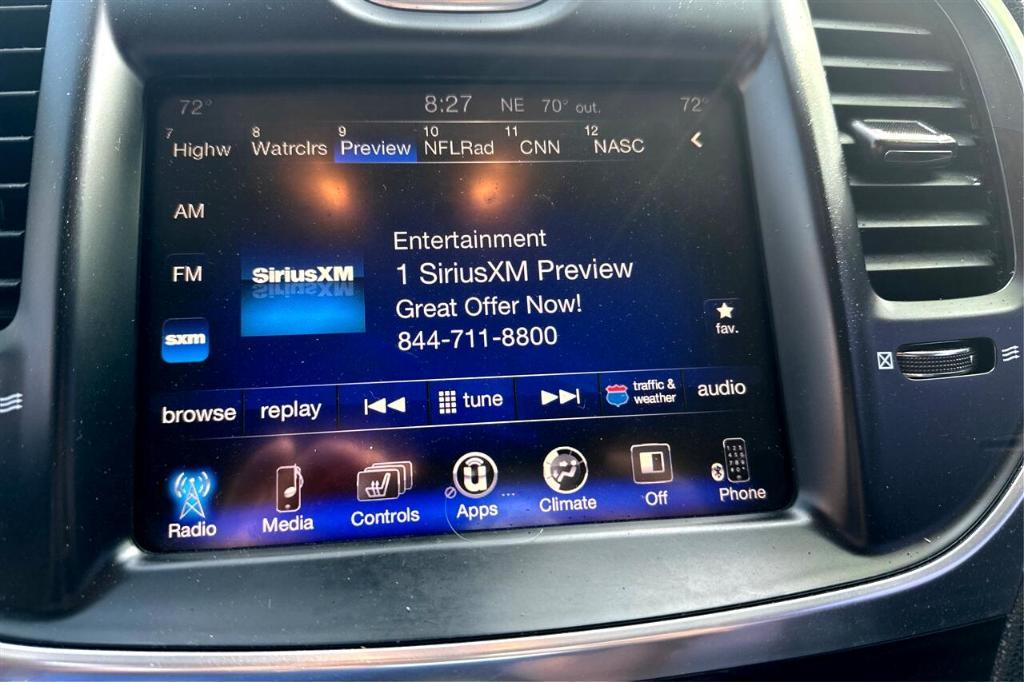 72° 8:27 NE 70° out. 72°
7 8 9 10 11 12
Highw Watrclrs Preview NFLRad CNN NASC
AM
FM
sxm
SiriusXM
Entertainment
1 SiriusXM Preview
Great Offer Now!
844-711-8800
fav.
browse replay tune traffic & weather audio
Radio Media Controls Apps Climate Off Phone